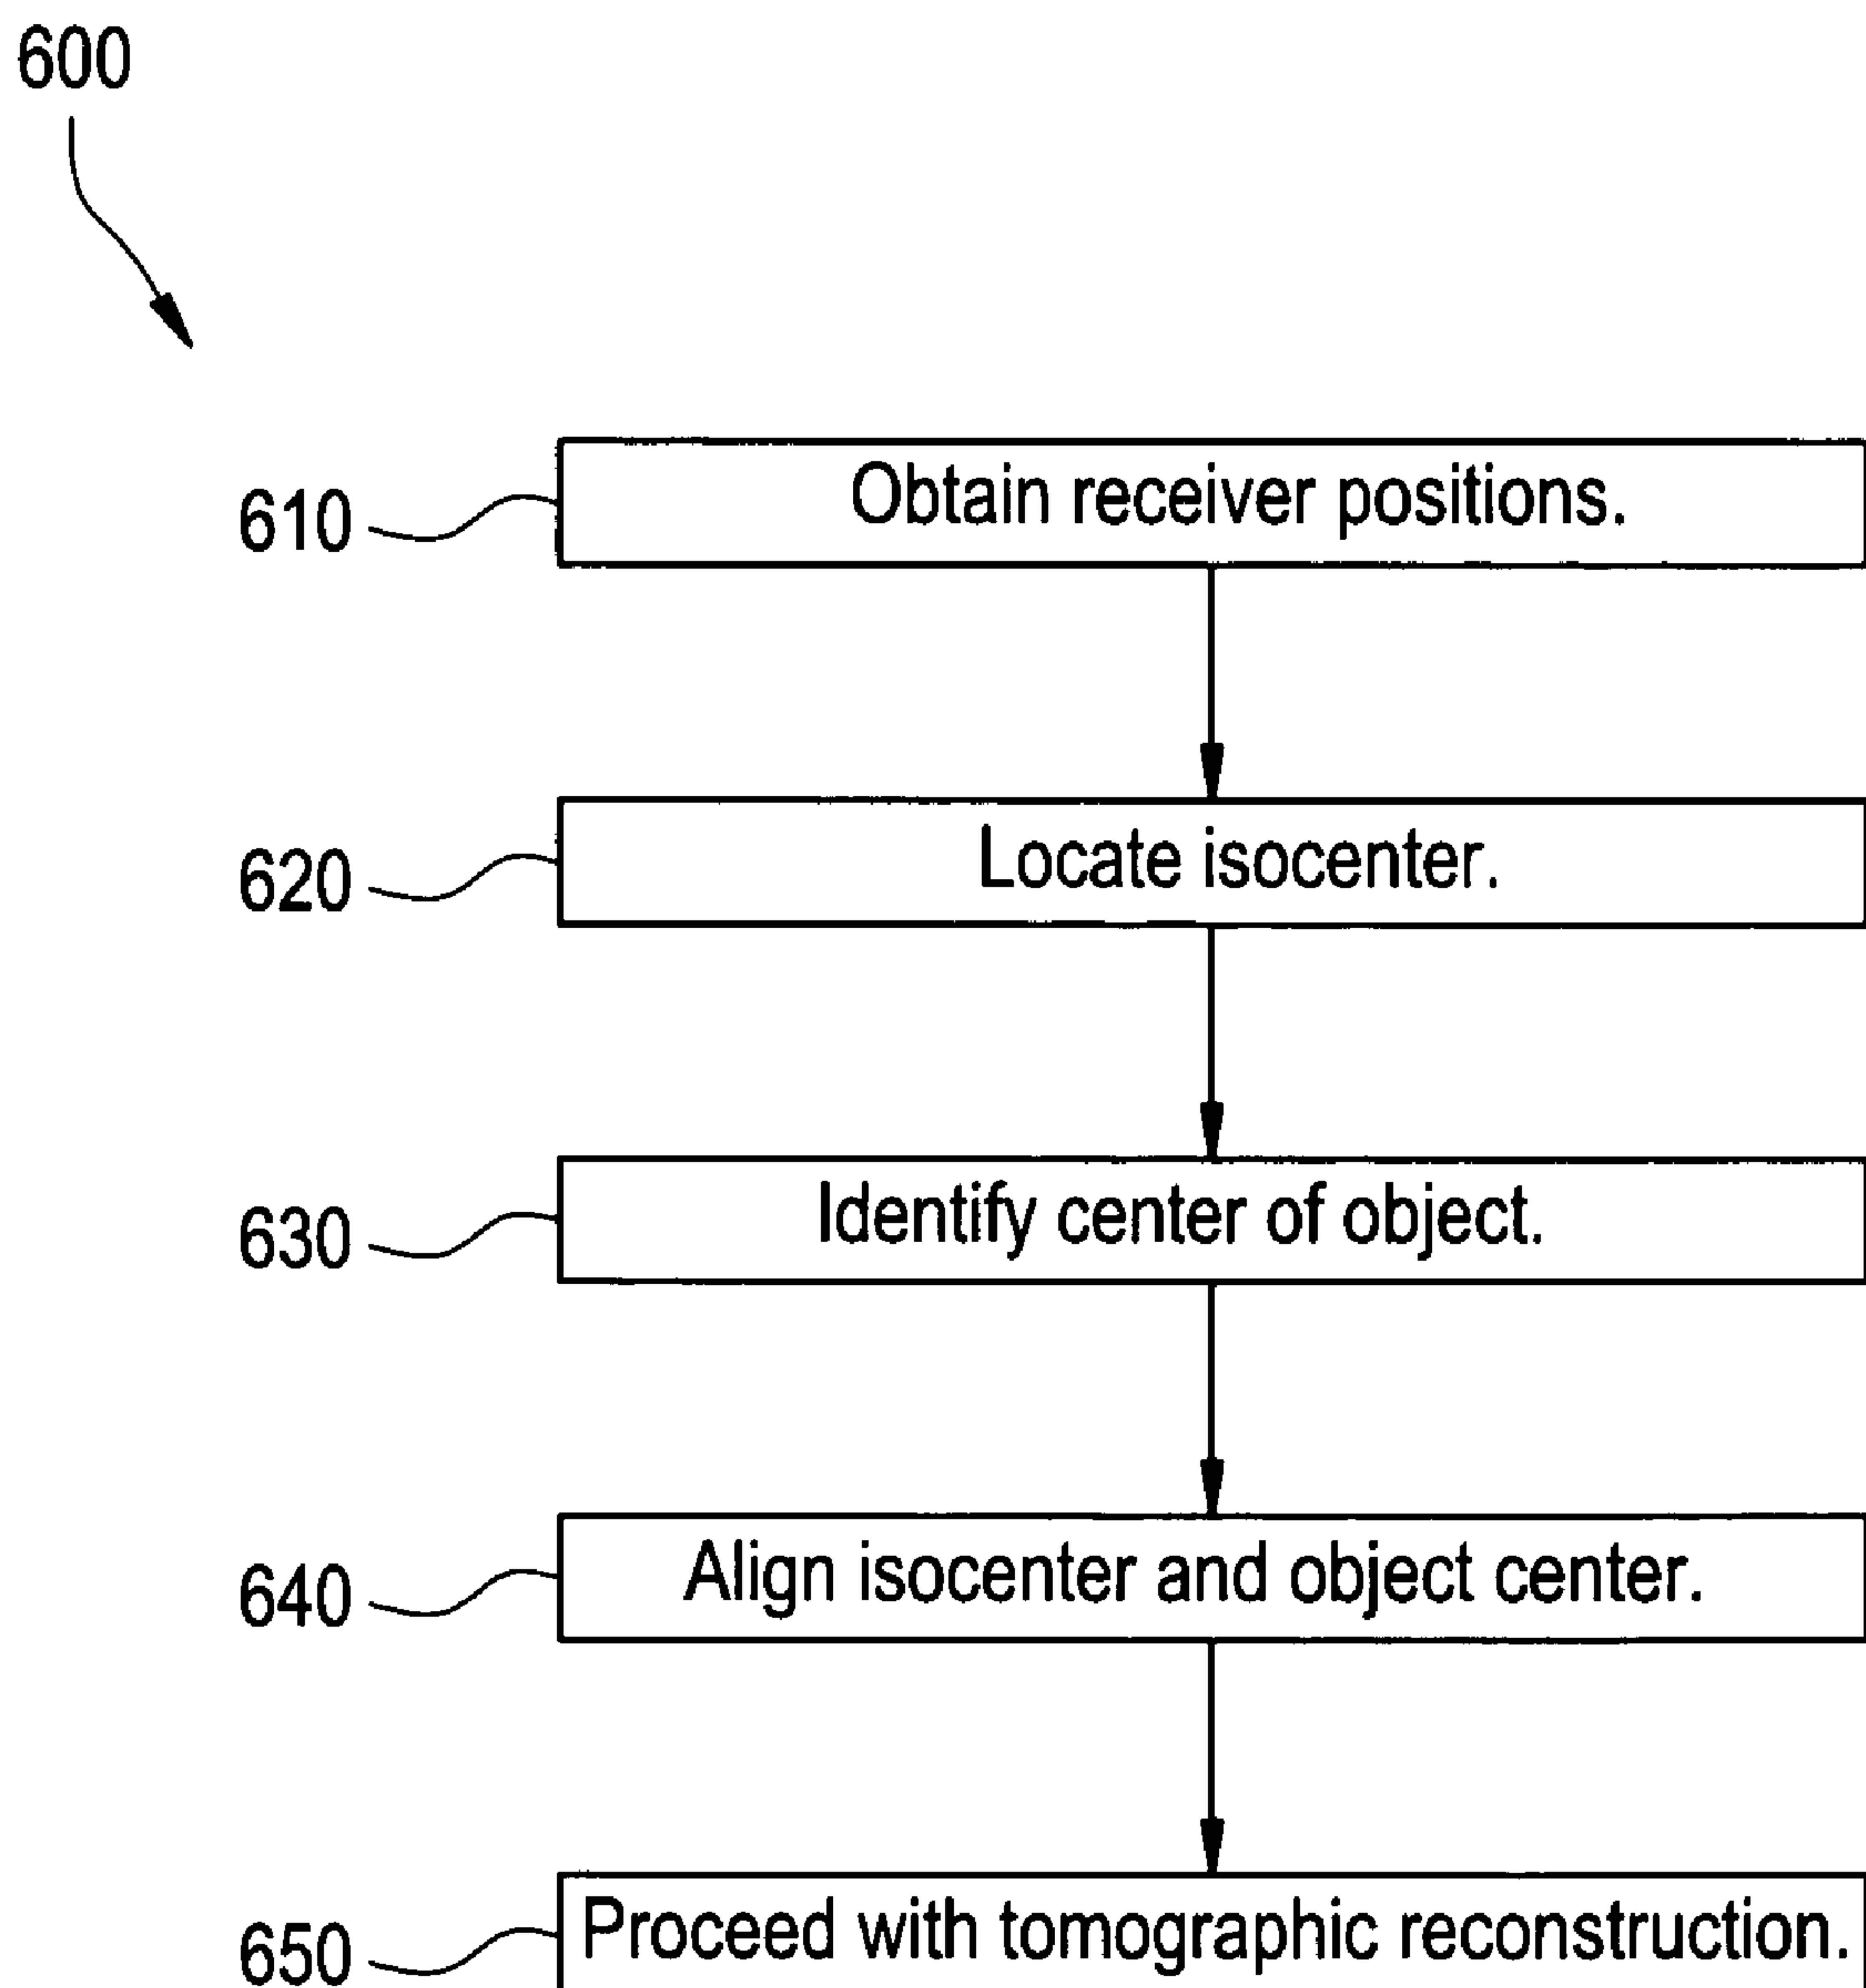 600
610 Obtain receiver positions.
620 Locate isocenter.
630 Identify center of object.
640 Align isocenter and object center.
650 Proceed with tomographic reconstruction.